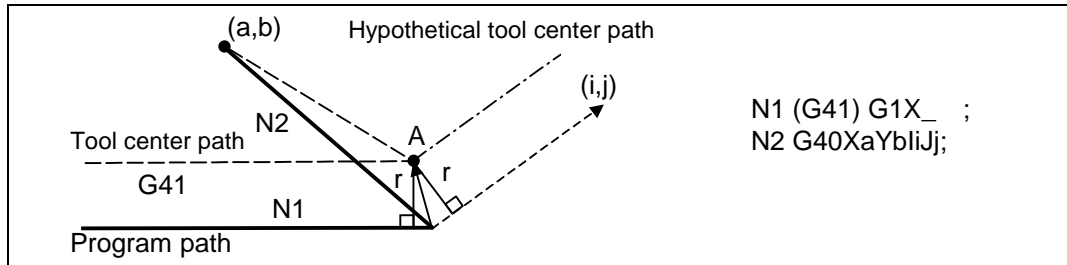 (a,b)
Hypothetical tool center path
(i,j)
N2
A
Tool center path
r
r
G41
N1
Program path
N1 (G41) G1X_ ;
N2 G40XaYbIiJj;